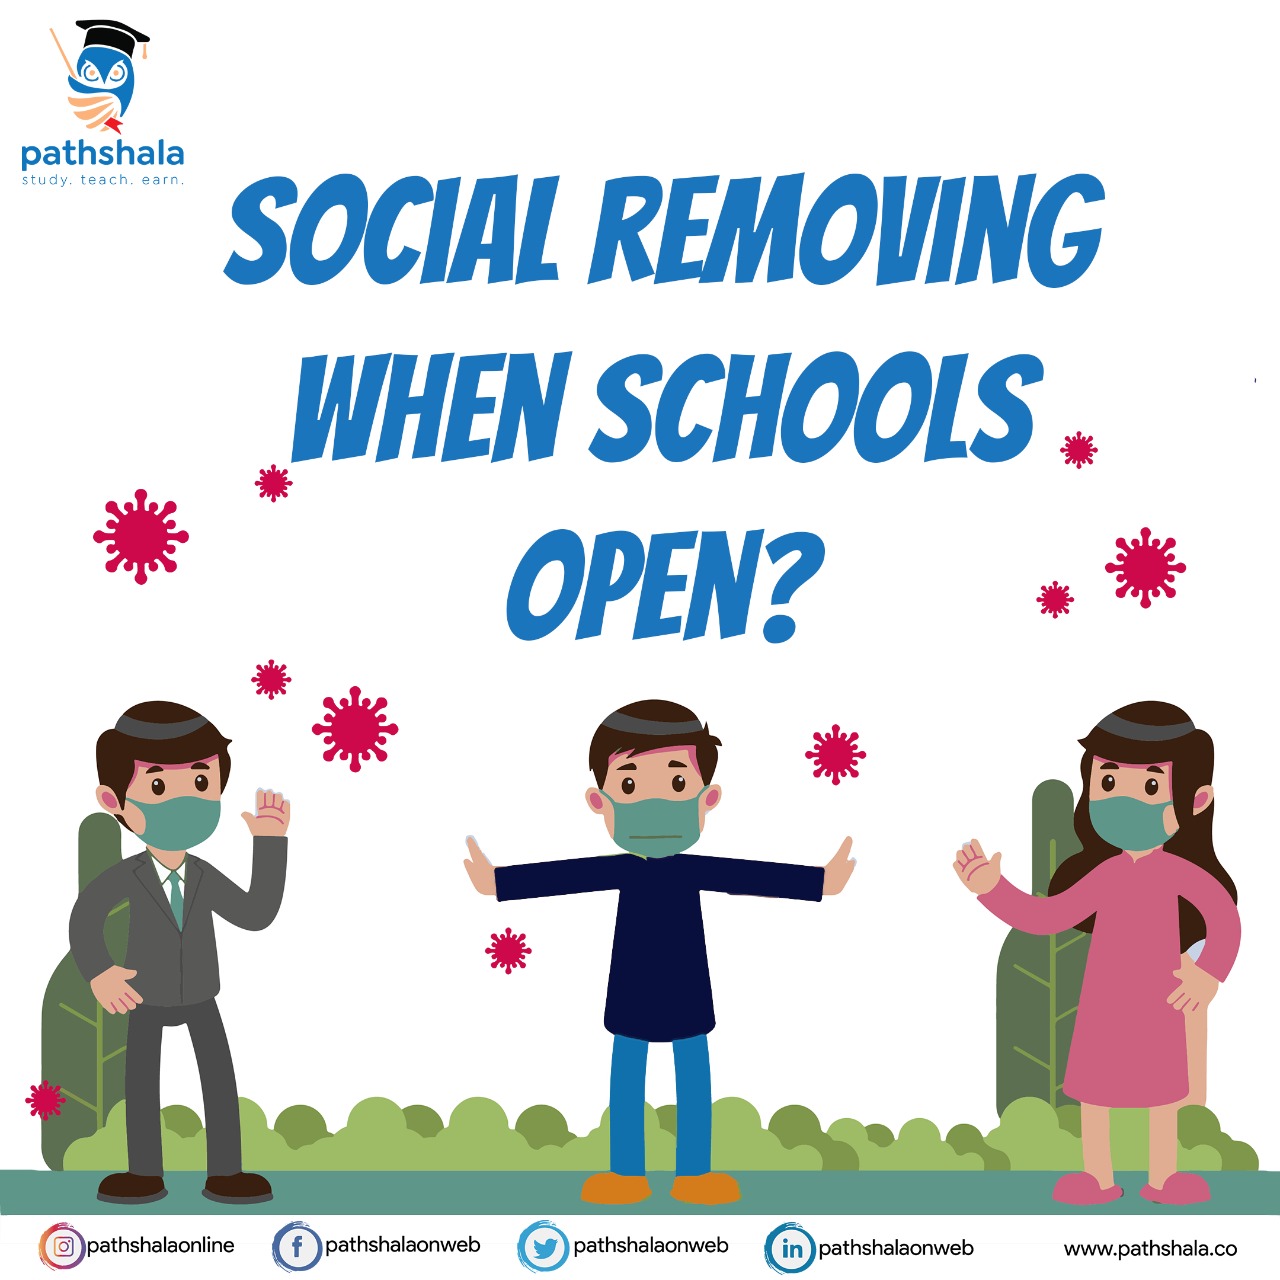 pathshala
study. teach. earn.
SOCIAL REMOVING
WHEN SCHOOLS
OPEN?
pathshalaonline
pathshalaonweb
pathshalaonweb
pathshalaonweb
www.pathshala.co